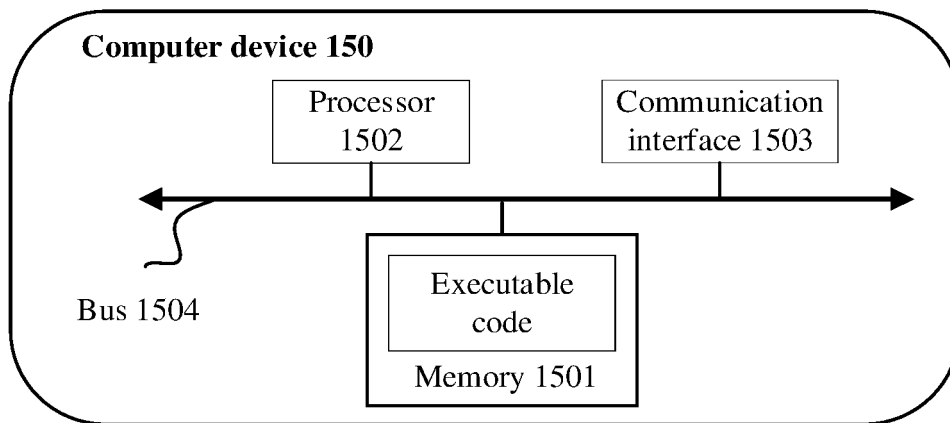 Computer device 150
Processor
1502
Communication
interface 1503
Bus 1504
Executable
code
Memory 1501